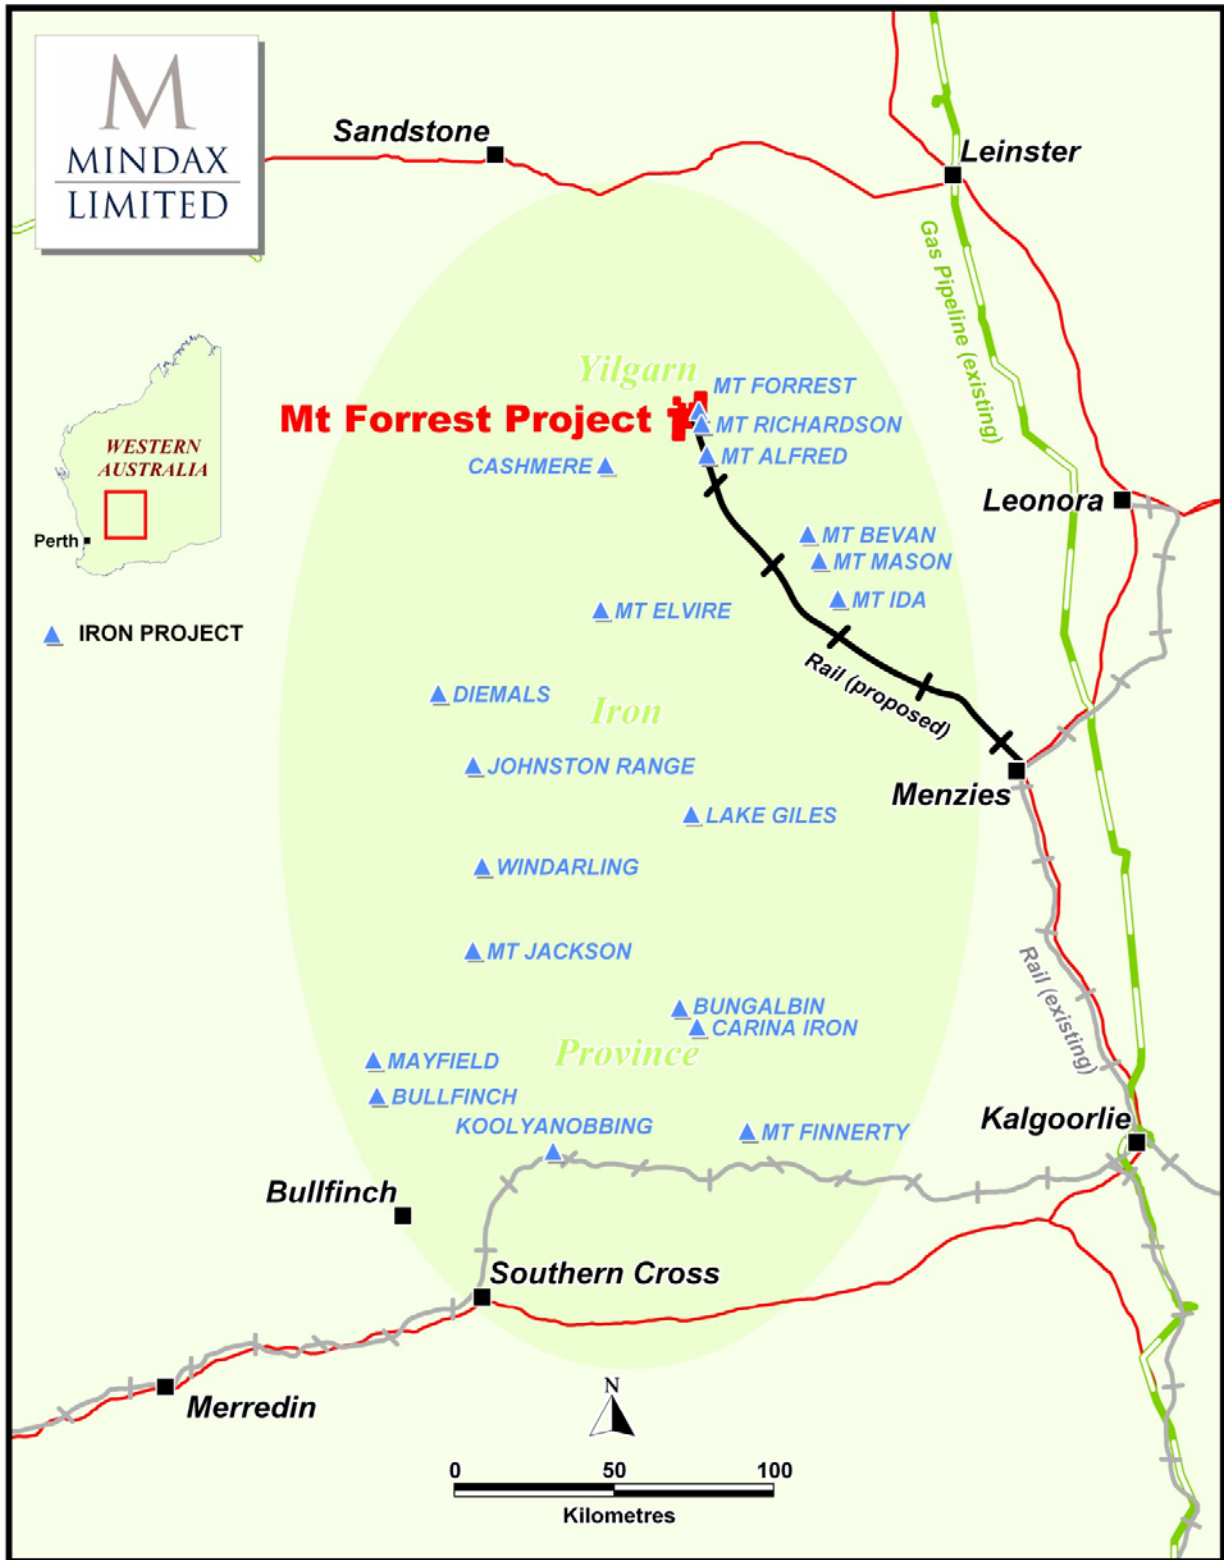 M
MINDAX
LIMITED
Sandstone
Leinster
Gas Pipeline (existing)
Yilgarn
MT FORREST
Mt Forrest Project
MT RICHARDSON
MT ALFRED
CASHMERE
WESTERN
AUSTRALIA
Perth
Leonora
MT BEVAN
MT MASON
MT IDA
MT ELVIRE
IRON PROJECT
Rail (proposed)
DIEMALS
Iron
JOHNSTON RANGE
Menzies
LAKE GILES
WINDARLING
MT JACKSON
Rail (existing)
BUNGALBIN
CARINA IRON
Province
MAYFIELD
BULLFINCH
KOOLYANOBBING
MT FINNERTY
Kalgoorlie
Bullfinch
Southern Cross
Merredin
N
0 50 100
Kilometres